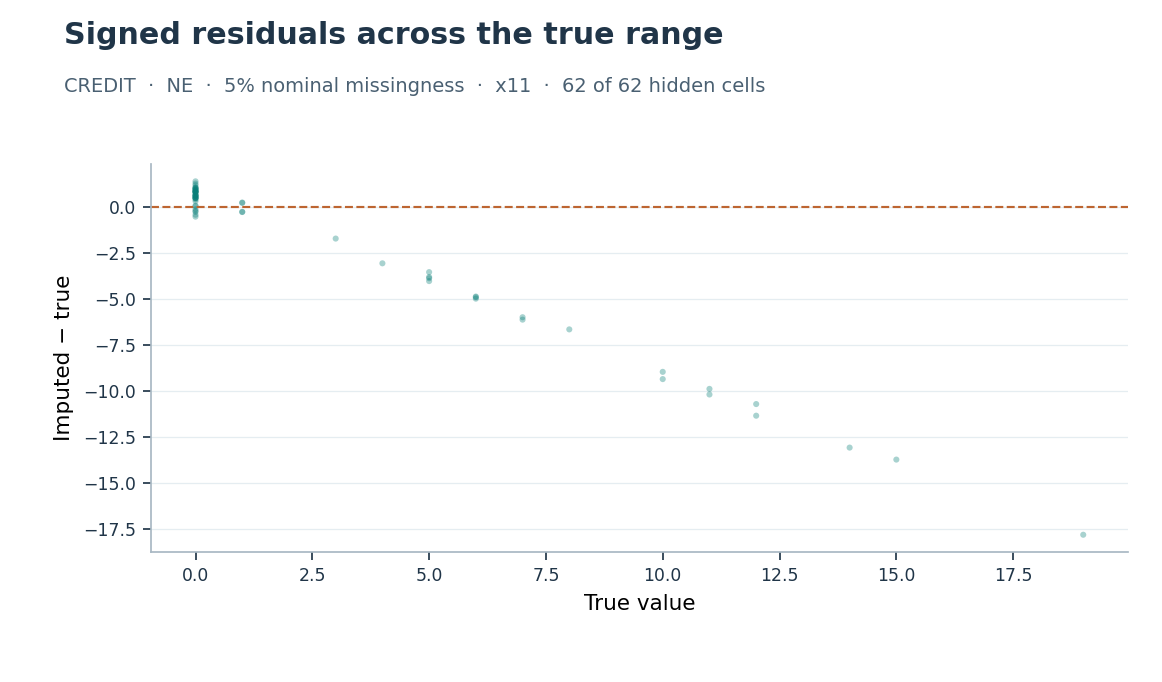 Signed residuals across the true range
CREDIT · NE · 5% nominal missingness · x11 · 62 of 62 hidden cells
Imputed − true
0.0
−2.5
−5.0
−7.5
−10.0
−12.5
−15.0
−17.5
0.0 2.5 5.0 7.5 10.0 12.5 15.0 17.5
True value